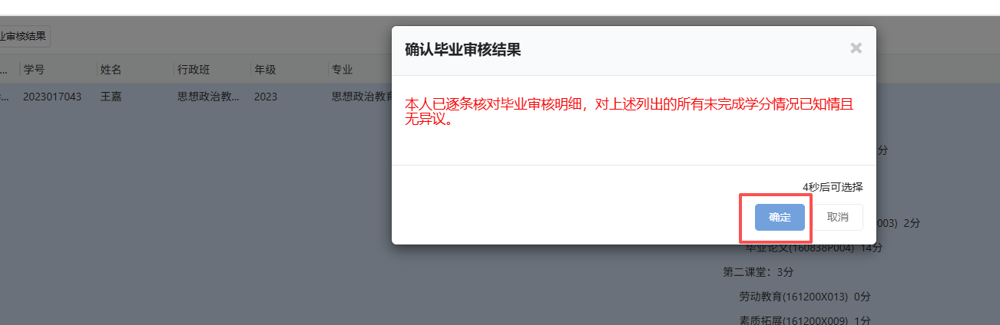 业审核结果
确认毕业审核结果
... 学号 姓名 行政班 年级 专业
... 2023017043 王嘉 思想政治教... 2023 思想政治教育
本人已逐条核对毕业审核明细，对上述列出的所有未完成学分情况已知情且
无异议。
分
4秒后可选择
确定 取消
003) 2分
毕业论文(160838P004) 14分
第二课堂：3分
劳动教育(161200X013) 0分
素质拓展(161200X009) 1分